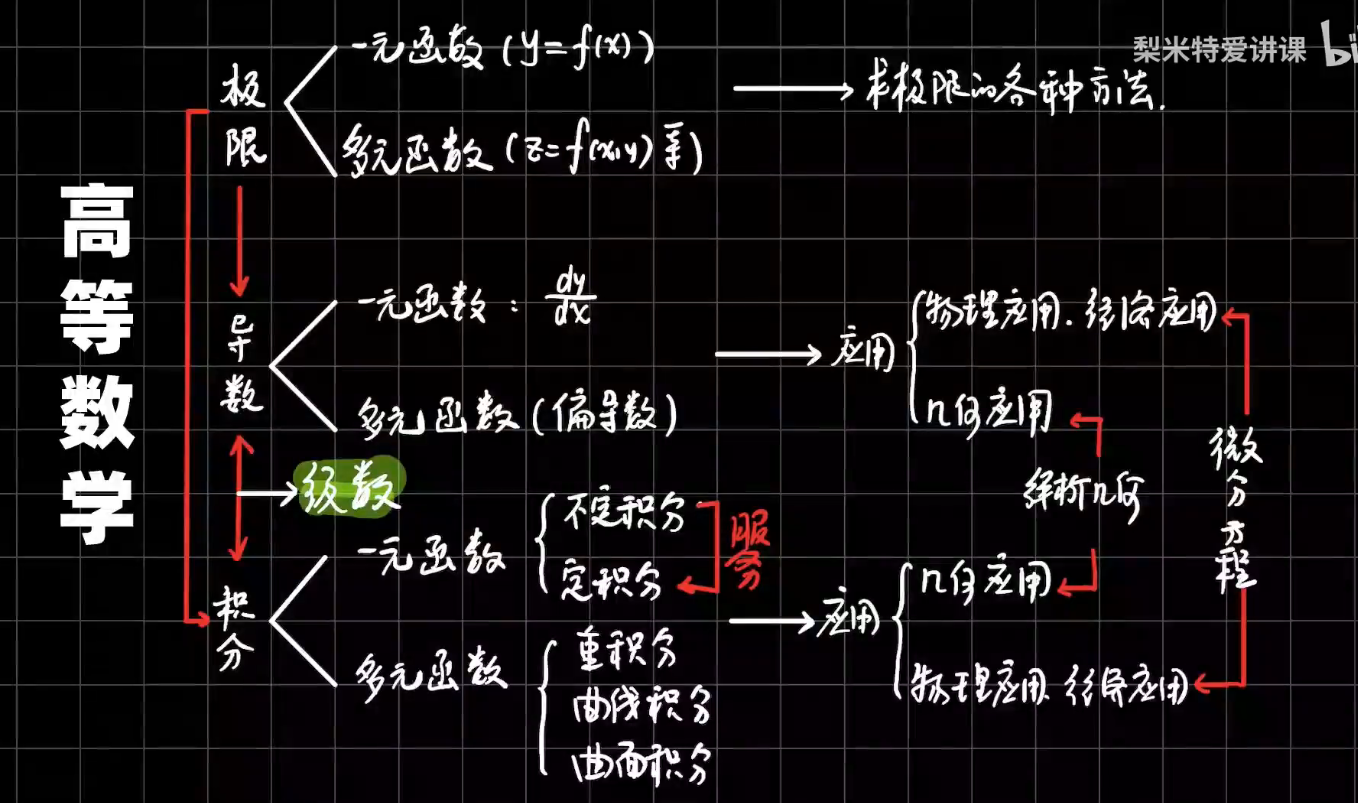 梨米特爱讲课 bi
高等数学
极限
一元函数（y=f(x)）
多元函数（z=f(x,y)等）
求极限的各种方法.
导数
一元函数：dy/dx
多元函数（偏导数）
应用
物理应用.经济应用
几何应用
级数
解析几何
微分方程
积分
一元函数
不定积分
定积分
服务
多元函数
重积分
曲线积分
曲面积分
应用
几何应用
物理应用.经济应用